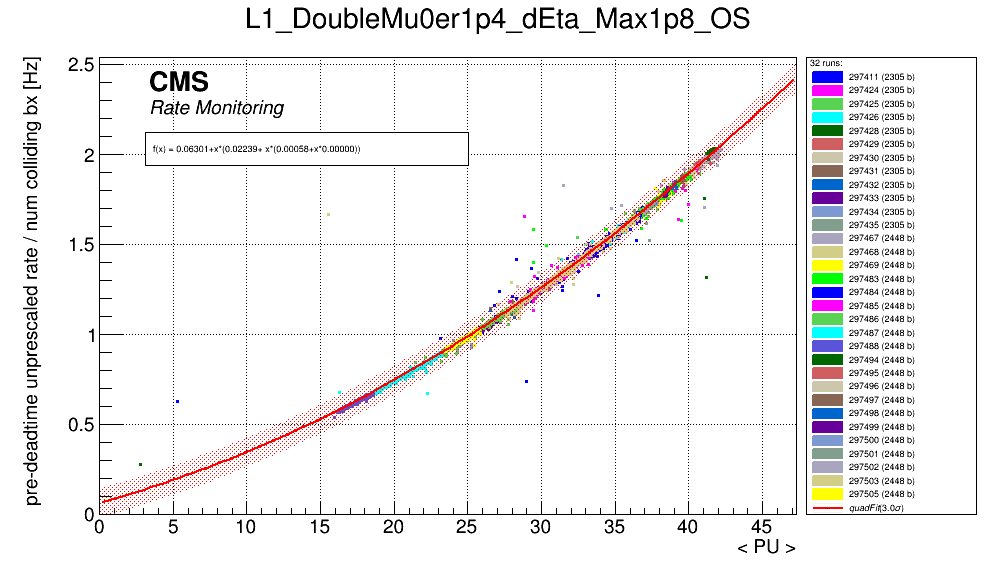 L1_DoubleMu0er1p4_dEta_Max1p8_OS
pre-deadtime unprescaled rate / num colliding bx [Hz]
2.5
2
1.5
1
0.5
0
CMS
Rate Monitoring
f(x) = 0.06301+x*(0.02239+ x*(0.00058+x*0.00000))
0 5 10 15 20 25 30 35 40 45
< PU >
32 runs:
297411 (2305 b)
297424 (2305 b)
297425 (2305 b)
297426 (2305 b)
297428 (2305 b)
297429 (2305 b)
297430 (2305 b)
297431 (2305 b)
297432 (2305 b)
297433 (2305 b)
297434 (2305 b)
297435 (2305 b)
297467 (2448 b)
297468 (2448 b)
297469 (2448 b)
297483 (2448 b)
297484 (2448 b)
297485 (2448 b)
297486 (2448 b)
297487 (2448 b)
297488 (2448 b)
297494 (2448 b)
297495 (2448 b)
297496 (2448 b)
297497 (2448 b)
297498 (2448 b)
297499 (2448 b)
297500 (2448 b)
297501 (2448 b)
297502 (2448 b)
297503 (2448 b)
297505 (2448 b)
quadFit(3.0σ)